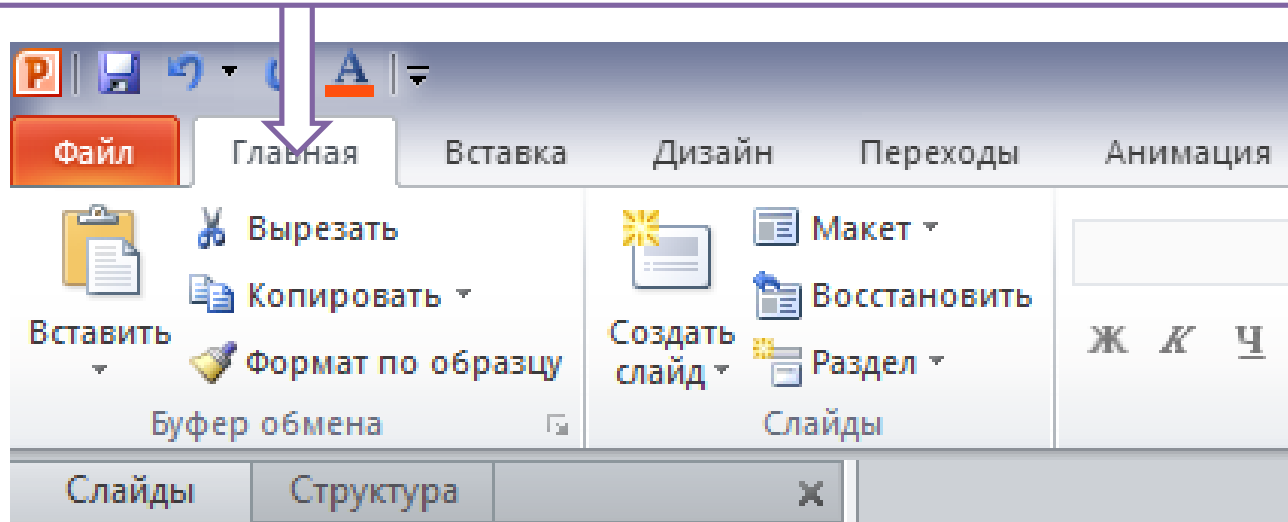 Файл Главная Вставка Дизайн Переходы Анимация
Вырезать
Макет
Копировать
Восстановить
Вставить
Создать
слайд
Формат по образцу
Раздел
Ж К Ч
Буфер обмена
Слайды
Слайды Структура